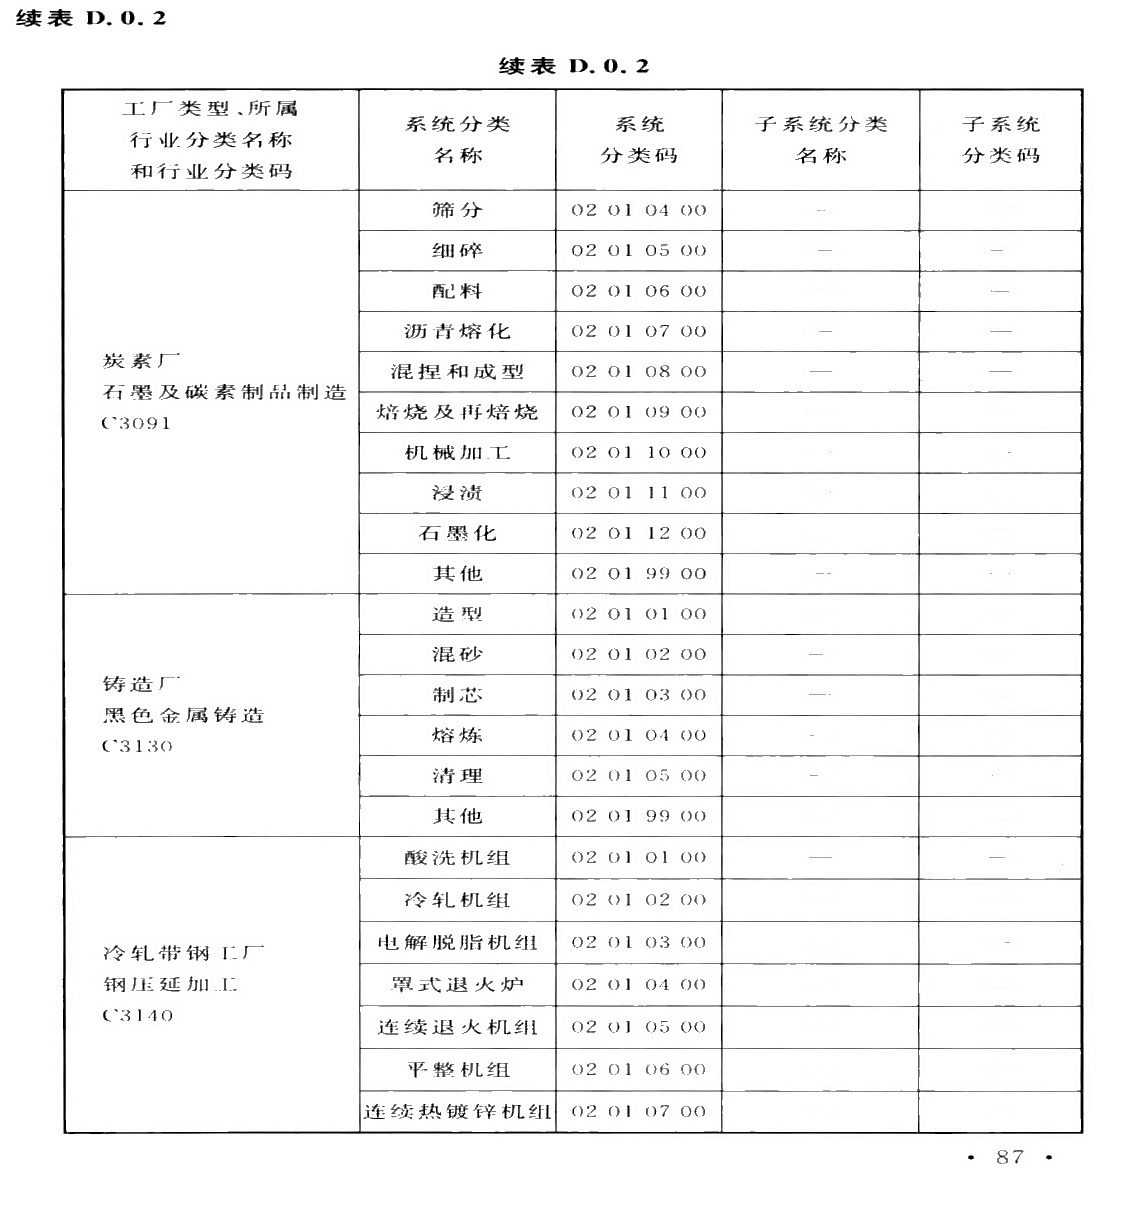 续表 D.0.2
续表 D.0.2
工厂类型、所属
行业分类名称
和行业分类码
系统分类
名称
系统
分类码
子系统分类
名称
子系统
分类码
炭素厂
石墨及碳素制品制造
C3091
筛分 02 01 04 00 —
细碎 02 01 05 00 — —
配料 02 01 06 00 —
沥青熔化 02 01 07 00 — —
混捏和成型 02 01 08 00 — —
焙烧及再焙烧 02 01 09 00
机械加工 02 01 10 00
浸渍 02 01 11 00
石墨化 02 01 12 00
其他 02 01 99 00 —
铸造厂
黑色金属铸造
C3130
造型 02 01 01 00
混砂 02 01 02 00 —
制芯 02 01 03 00 —
熔炼 02 01 04 00
清理 02 01 05 00 —
其他 02 01 99 00
冷轧带钢工厂
钢压延加工
C3140
酸洗机组 02 01 01 00 — —
冷轧机组 02 01 02 00
电解脱脂机组 02 01 03 00
罩式退火炉 02 01 04 00
连续退火机组 02 01 05 00
平整机组 02 01 06 00
连续热镀锌机组 02 01 07 00
· 87 ·